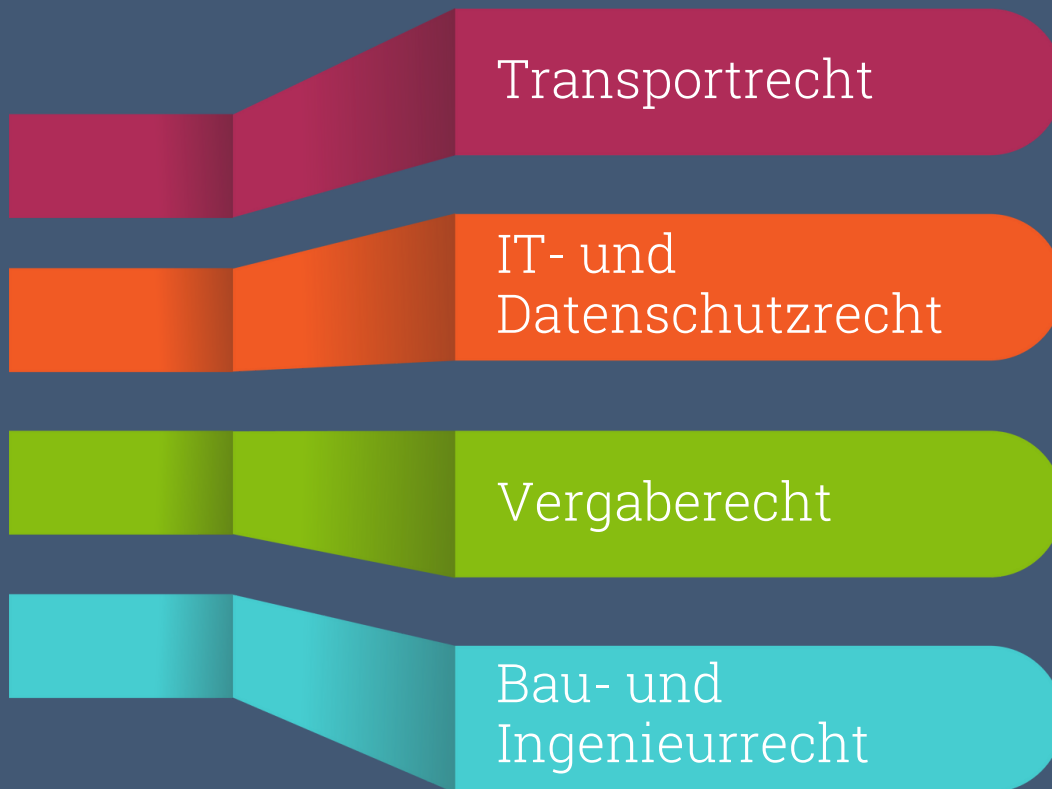 Transportrecht
IT- und
Datenschutzrecht
Vergaberecht
Bau- und
Ingenieurrecht